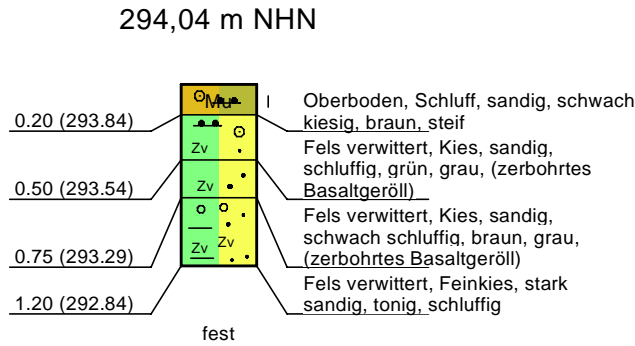 294,04 m NHN
Mu
Oberboden, Schluff, sandig, schwach
kiesig, braun, steif
0.20 (293.84)
Zv
Fels verwittert, Kies, sandig,
schluffig, grün, grau, (zerbohrtes
Basaltgeröll)
0.50 (293.54)
Zv
Fels verwittert, Kies, sandig,
schwach schluffig, braun, grau,
(zerbohrtes Basaltgeröll)
0.75 (293.29)
Zv Zv
Fels verwittert, Feinkies, stark
sandig, tonig, schluffig
1.20 (292.84)
fest